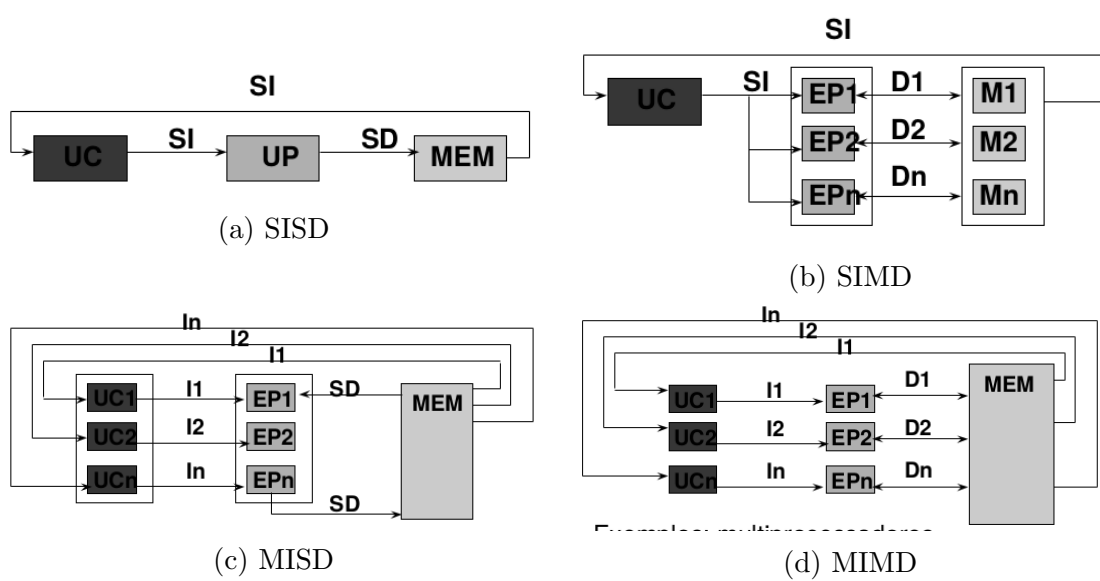 SI
UC SI UP SD MEM
(a) SISD
SI
UC SI EP1 D1 M1
EP2 D2 M2
EPn Dn Mn
(b) SIMD
In
I2
I1
UC1 I1 EP1 SD MEM
UC2 I2 EP2
UCn In EPn
SD
(c) MISD
In
I2
I1
UC1 I1 EP1 D1 MEM
UC2 I2 EP2 D2
UCn In EPn Dn
Exemplos: multiprocessadores
(d) MIMD